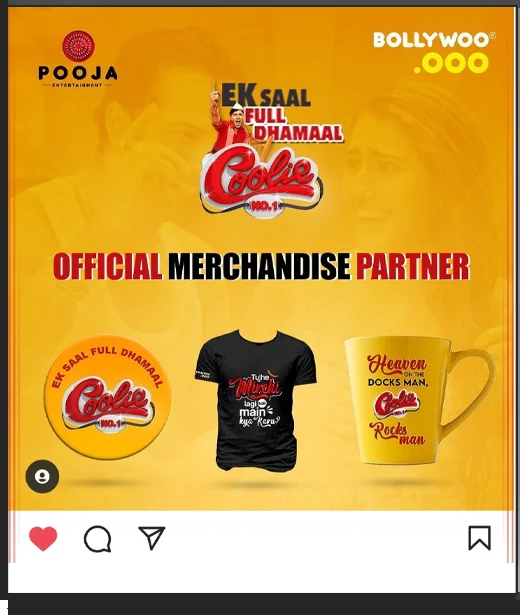 POOJA
ENTERTAINMENT
BOLLYWOO®
.OOO
EK SAAL
FULL
DHAMAAL
Coolie
NO.1
OFFICIAL MERCHANDISE PARTNER
EK SAAL FULL DHAMAAL
Coolie
NO.1
Tujhe
Mirchi
lagi toh
main
kya Karu?
Heaven
ON THE
DOCKS MAN,
Coolie
NO.1
Rocks
man